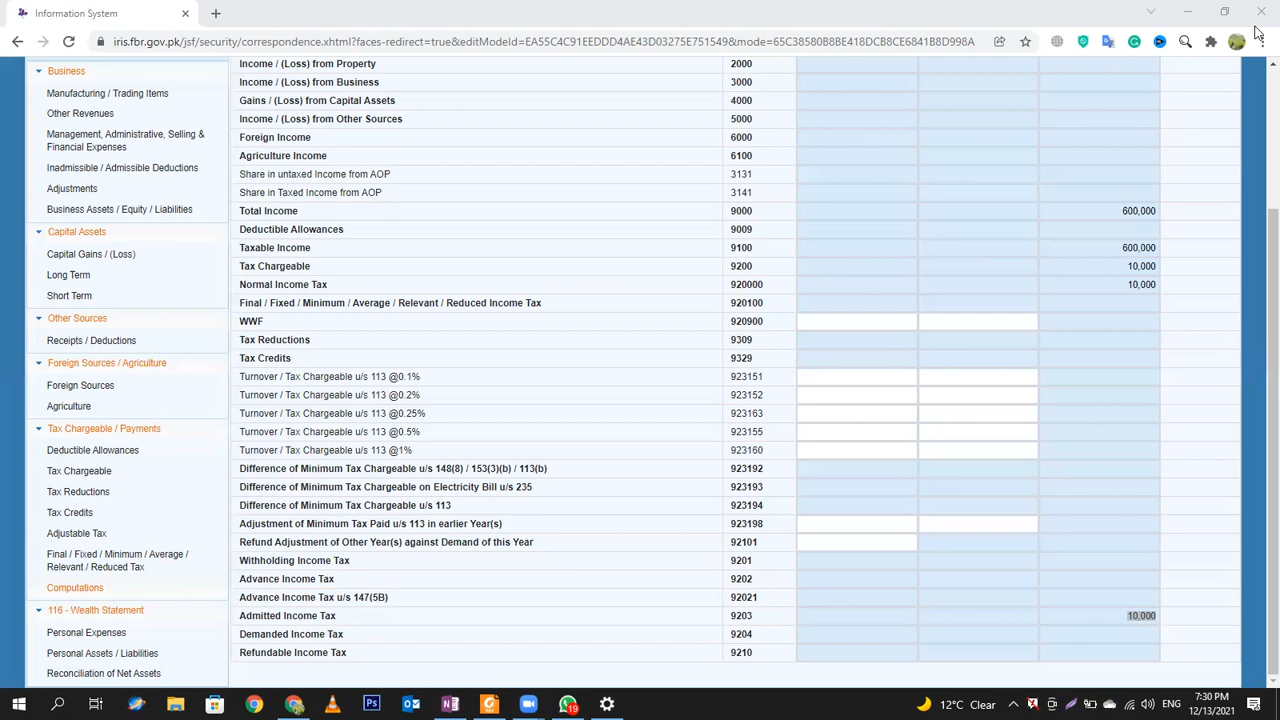 Information System
iris.fbr.gov.pk/jsf/security/correspondence.xhtml?faces-redirect=true&editModeId=EA55C4C91EEDDD4AE43D03275E751549&mode=65C38580BBE418DCB8CE6841B8D998A
Business
Manufacturing / Trading Items
Other Revenues
Management, Administrative, Selling &
Financial Expenses
Inadmissible / Admissible Deductions
Adjustments
Business Assets / Equity / Liabilities
Capital Assets
Capital Gains / (Loss)
Long Term
Short Term
Other Sources
Receipts / Deductions
Foreign Sources / Agriculture
Foreign Sources
Agriculture
Tax Chargeable / Payments
Deductible Allowances
Tax Chargeable
Tax Reductions
Tax Credits
Adjustable Tax
Final / Fixed / Minimum / Average /
Relevant / Reduced Tax
Computations
116 - Wealth Statement
Personal Expenses
Personal Assets / Liabilities
Reconciliation of Net Assets
Income / (Loss) from Property 2000
Income / (Loss) from Business 3000
Gains / (Loss) from Capital Assets 4000
Income / (Loss) from Other Sources 5000
Foreign Income 6000
Agriculture Income 6100
Share in untaxed Income from AOP 3131
Share in Taxed Income from AOP 3141
Total Income 9000 600,000
Deductible Allowances 9009
Taxable Income 9100 600,000
Tax Chargeable 9200 10,000
Normal Income Tax 920000 10,000
Final / Fixed / Minimum / Average / Relevant / Reduced Income Tax 920100
WWF 920900
Tax Reductions 9309
Tax Credits 9329
Turnover / Tax Chargeable u/s 113 @0.1% 923151
Turnover / Tax Chargeable u/s 113 @0.2% 923152
Turnover / Tax Chargeable u/s 113 @0.25% 923163
Turnover / Tax Chargeable u/s 113 @0.5% 923155
Turnover / Tax Chargeable u/s 113 @1% 923160
Difference of Minimum Tax Chargeable u/s 148(8) / 153(3)(b) / 113(b) 923192
Difference of Minimum Tax Chargeable on Electricity Bill u/s 235 923193
Difference of Minimum Tax Chargeable u/s 113 923194
Adjustment of Minimum Tax Paid u/s 113 in earlier Year(s) 923198
Refund Adjustment of Other Year(s) against Demand of this Year 92101
Withholding Income Tax 9201
Advance Income Tax 9202
Advance Income Tax u/s 147(5B) 92021
Admitted Income Tax 9203 10,000
Demanded Income Tax 9204
Refundable Income Tax 9210
Ps
19
12°C Clear
ENG
7:30 PM
12/13/2021